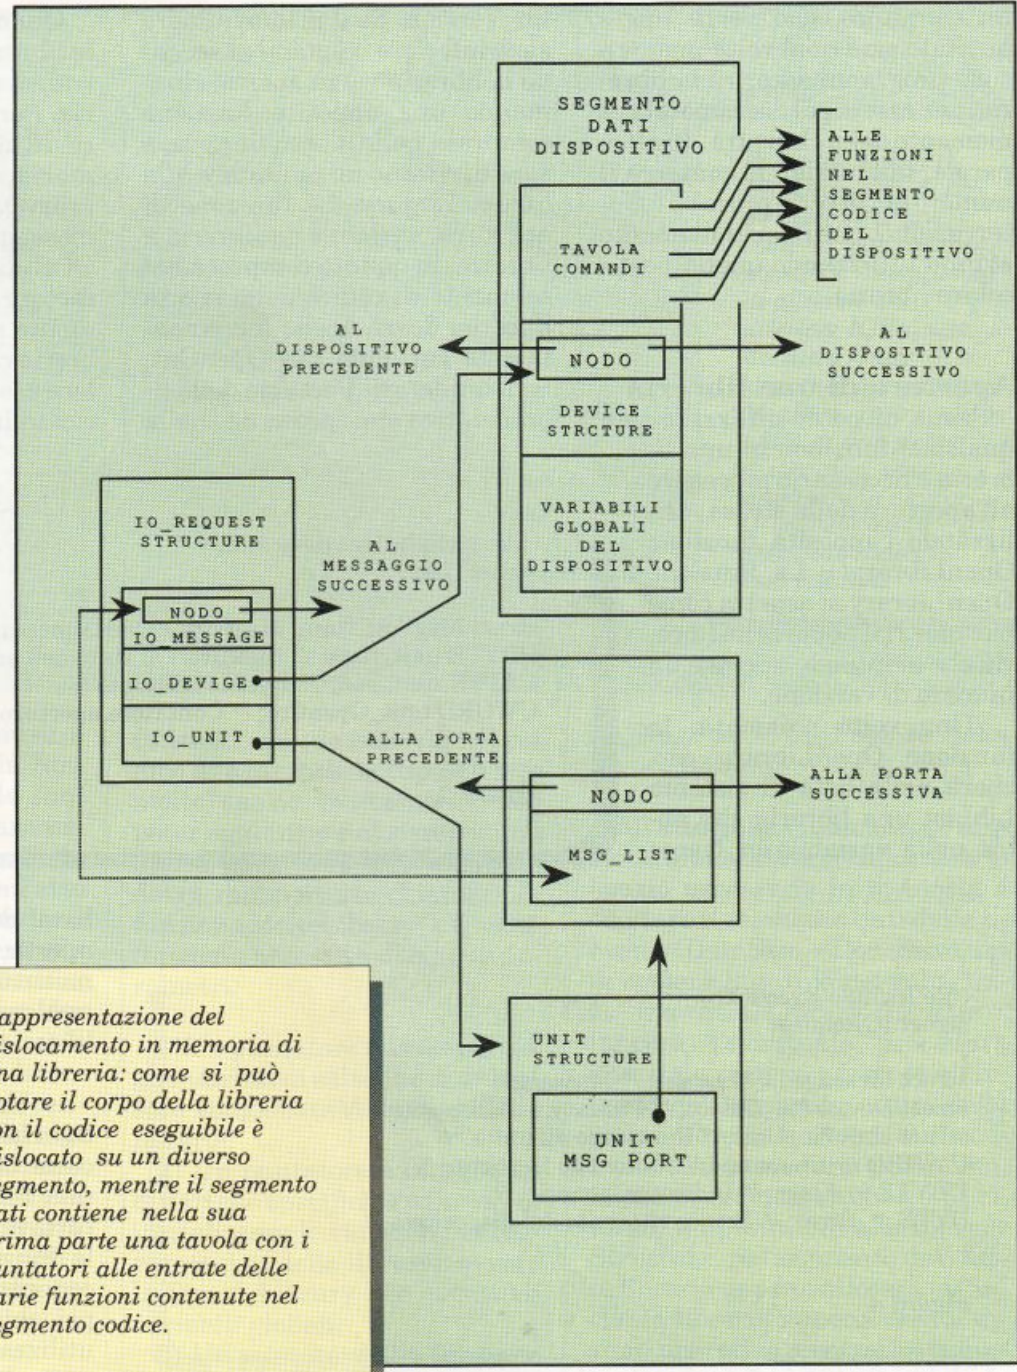 SEGMENTO
DATI
DISPOSITIVO
ALLE
FUNZIONI
NEL
SEGMENTO
CODICE
DEL
DISPOSITIVO
TAVOLA
COMANDI
AL
DISPOSITIVO
PRECEDENTE
NODO
AL
DISPOSITIVO
SUCCESSIVO
DEVICE
STRCTURE
VARIABILI
GLOBALI
DEL
DISPOSITIVO
IO_REQUEST
STRUCTURE
AL
MESSAGGIO
SUCCESSIVO
NODO
IO_MESSAGE
IO_DEVIGE
IO_UNIT
ALLA PORTA
PRECEDENTE
NODO
ALLA PORTA
SUCCESSIVA
MSG_LIST
UNIT
STRUCTURE
UNIT
MSG PORT
appresentazione del
islocamento in memoria di
na libreria: come si può
otare il corpo della libreria
on il codice eseguibile è
islocato su un diverso
egmento, mentre il segmento
ati contiene nella sua
rima parte una tavola con i
untatori alle entrate delle
arie funzioni contenute nel
egmento codice.